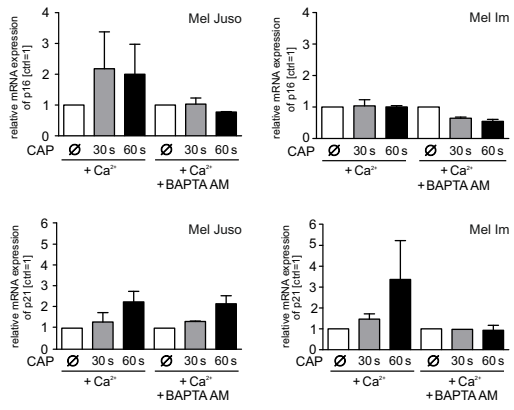 Mel Juso
relative mRNA expression
of p16 [ctrl=1]
4
3
2
1
0
CAP Ø 30 s 60 s Ø 30 s 60 s
+ Ca²⁺ + Ca²⁺
+ BAPTA AM
Mel Im
relative mRNA expression
of p16 [ctrl=1]
4
3
2
1
0
CAP Ø 30 s 60 s Ø 30 s 60 s
+ Ca²⁺ + Ca²⁺
+ BAPTA AM
Mel Juso
relative mRNA expression
of p21 [ctrl=1]
6
5
4
3
2
1
0
CAP Ø 30 s 60 s Ø 30 s 60 s
+ Ca²⁺ + Ca²⁺
+ BAPTA AM
Mel Im
relative mRNA expression
of p21 [ctrl=1]
6
5
4
3
2
1
0
CAP Ø 30 s 60 s Ø 30 s 60 s
+ Ca²⁺ + Ca²⁺
+ BAPTA AM